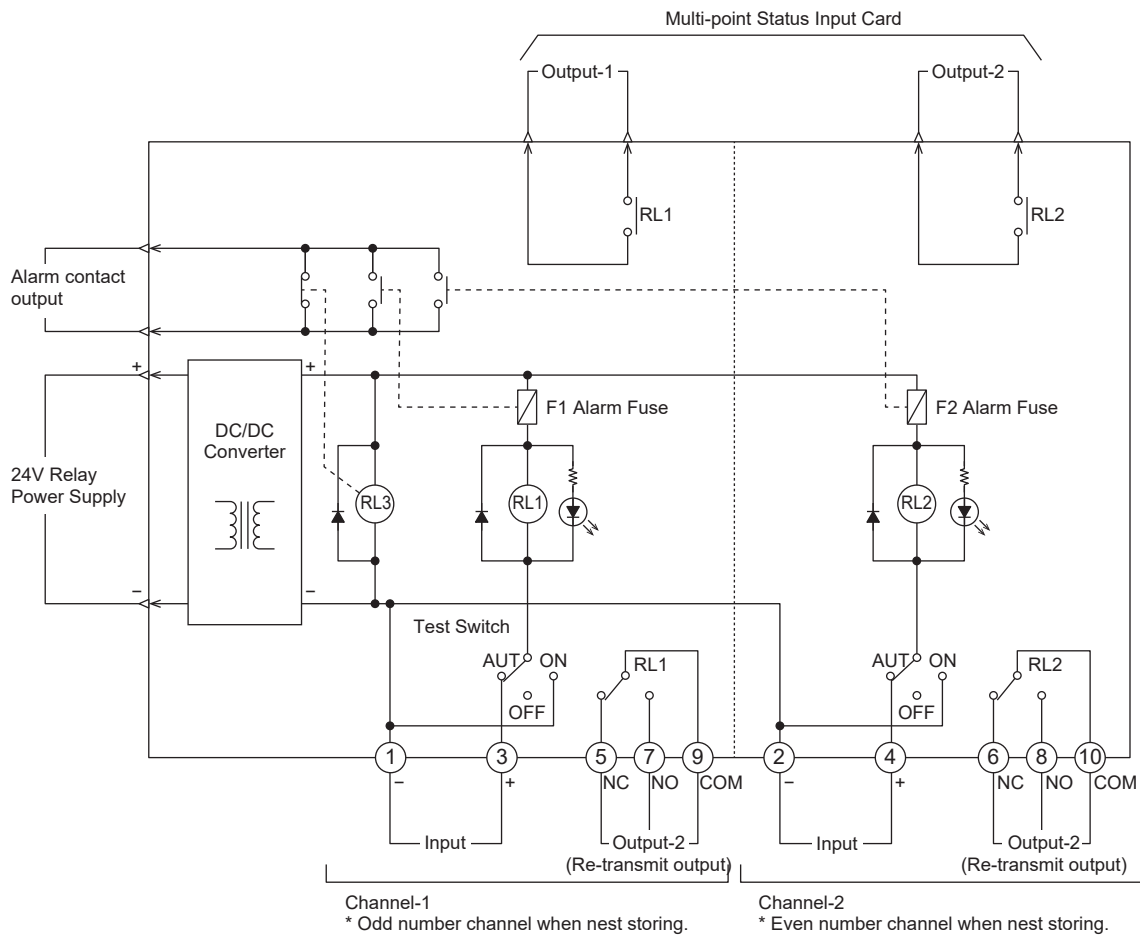 Multi-point Status Input Card
Output-1
Output-2
RL1
RL2
Alarm contact
output
+
+
F1 Alarm Fuse
F2 Alarm Fuse
DC/DC
Converter
24V Relay
Power Supply
RL3
RL1
RL2
−
−
Test Switch
AUT
ON
RL1
AUT
ON
RL2
OFF
OFF
1
3
5
7
9
2
4
6
8
10
−
+
NC
NO
COM
−
+
NC
NO
COM
Input
Output-2
(Re-transmit output)
Input
Output-2
(Re-transmit output)
Channel-1
* Odd number channel when nest storing.
Channel-2
* Even number channel when nest storing.